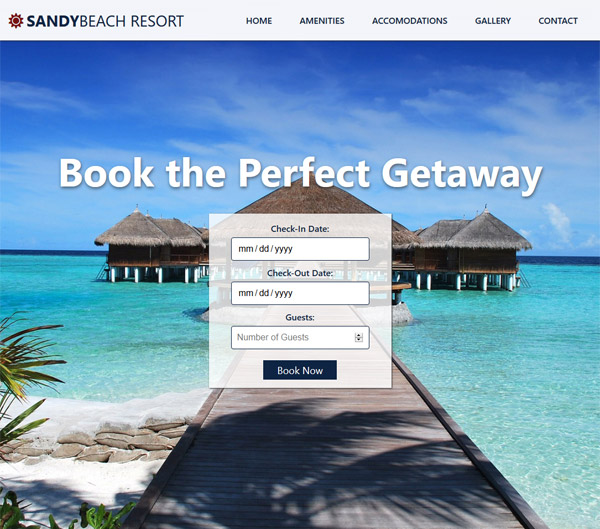 SANDYBEACH RESORT
HOME
AMENITIES
ACCOMODATIONS
GALLERY
CONTACT
Book the Perfect Getaway
Check-In Date:
mm/dd/yyyy
Check-Out Date:
mm/dd/yyyy
Guests:
Number of Guests
Book Now